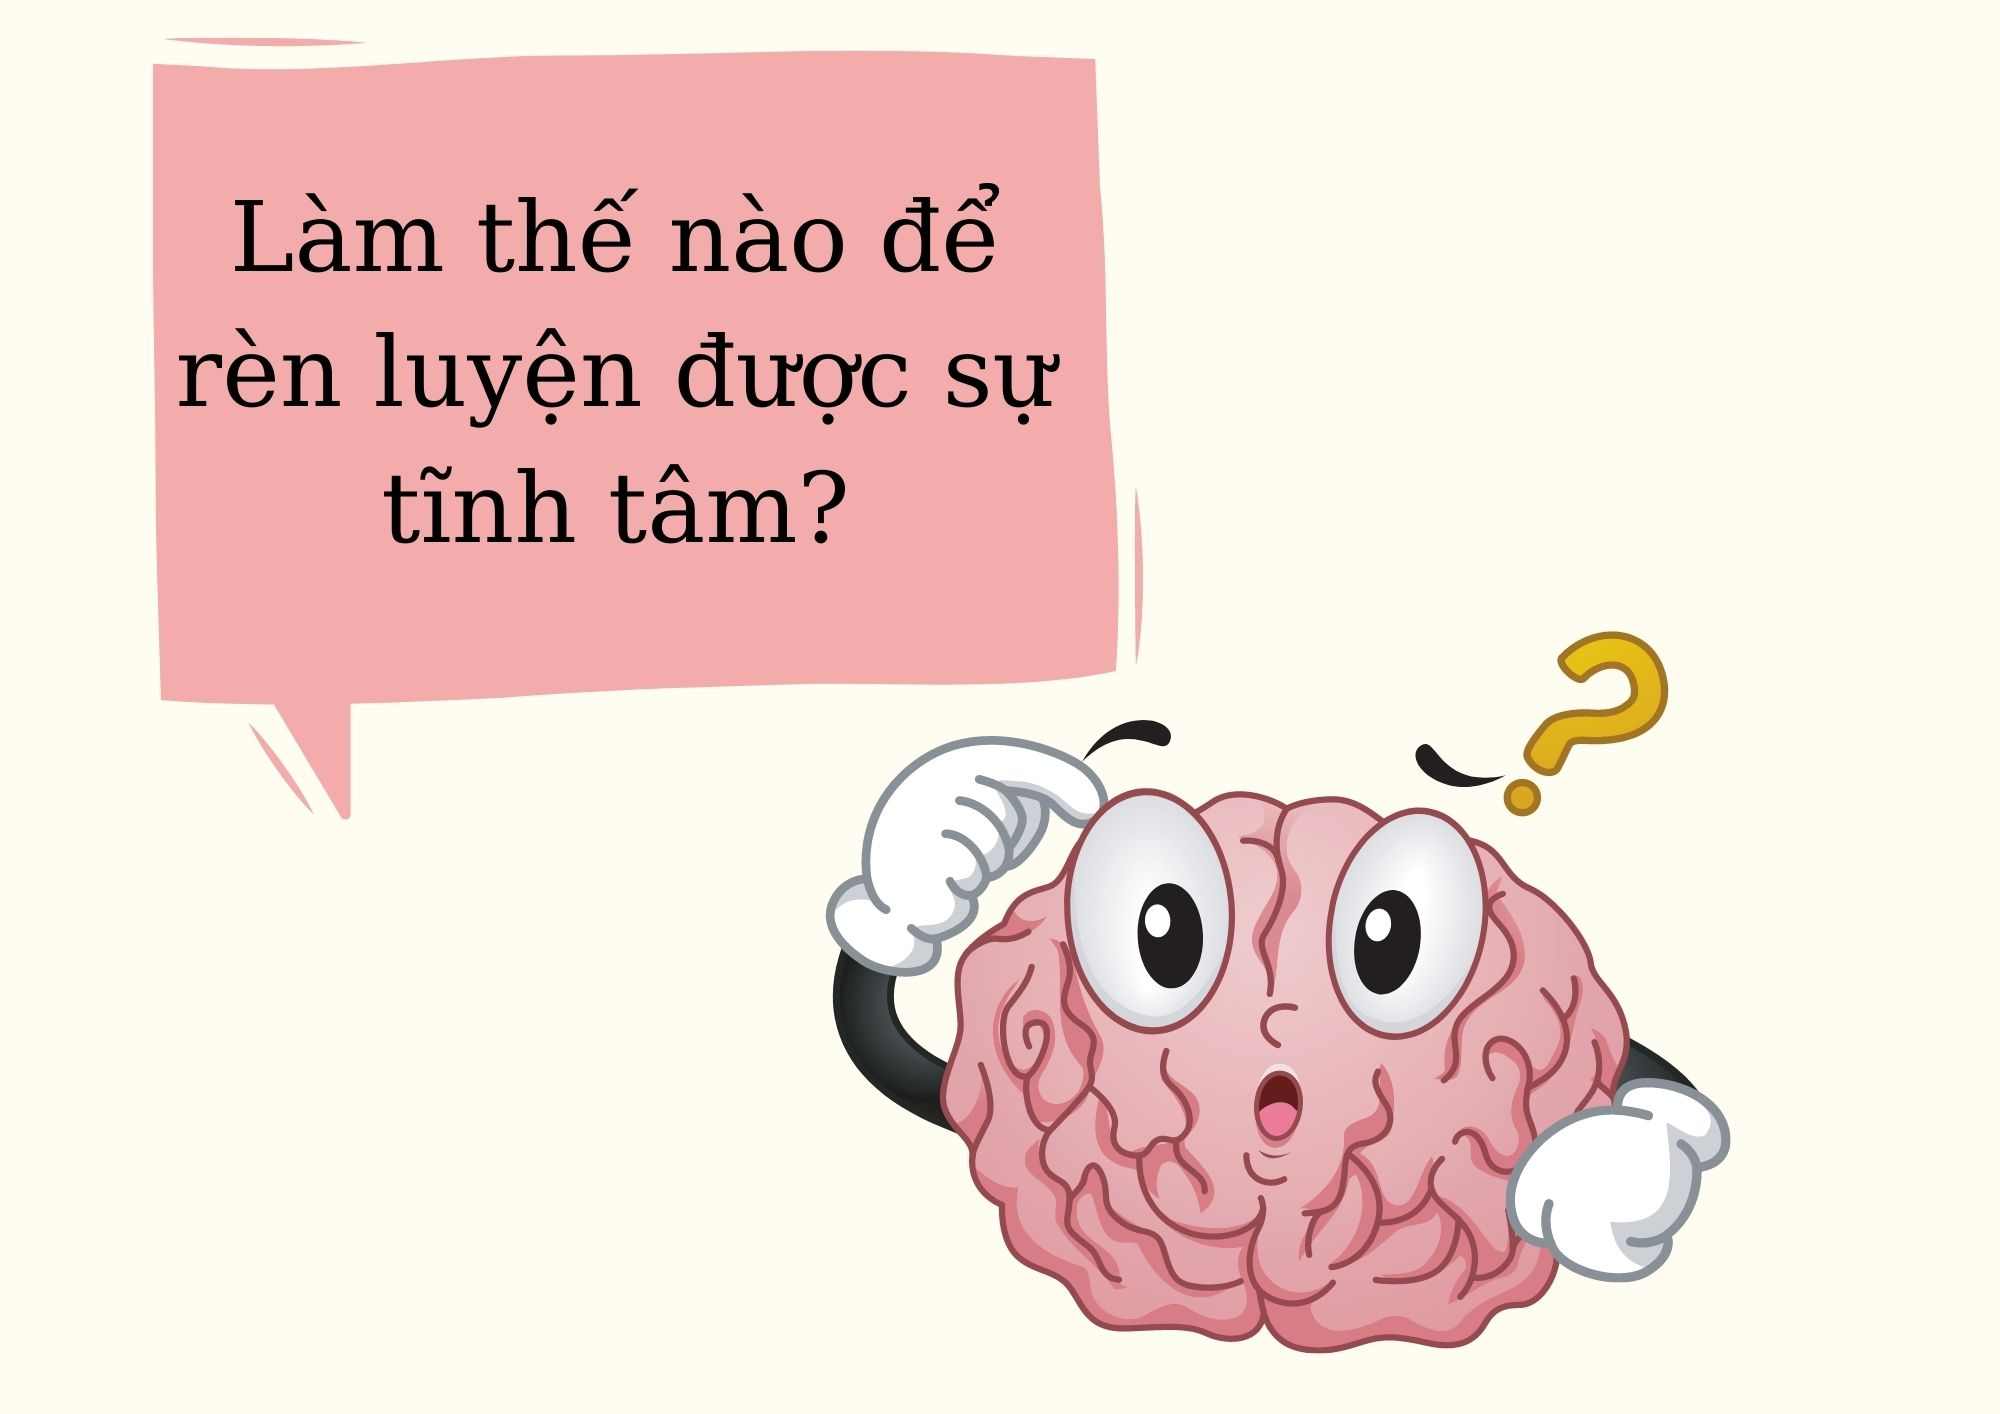 Làm thế nào để
rèn luyện được sự
tĩnh tâm?
?